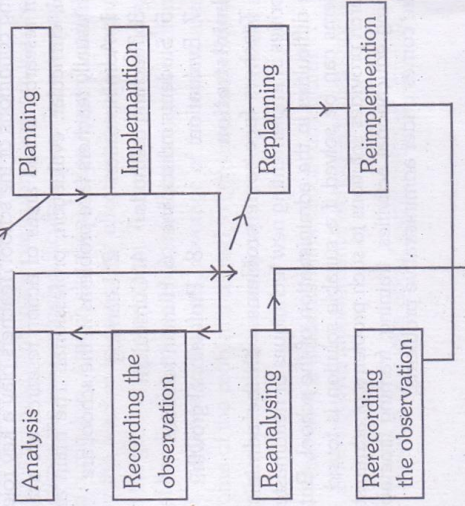 Planning
Implemantion
Analysis
Recording the
observation
Replanning
Reimplemention
Reanalysing
Rerecording
the observation